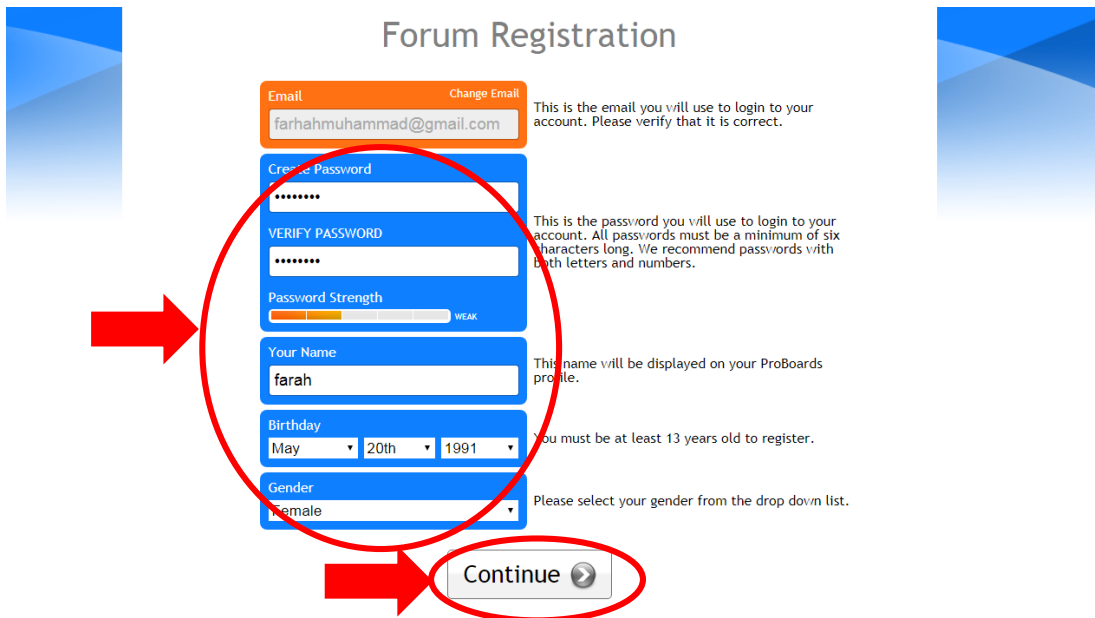 Forum Registration
Email
Change Email
farhahmuhammad@gmail.com
This is the email you will use to login to your
account. Please verify that it is correct.
Create Password
••••••••
VERIFY PASSWORD
••••••••
Password Strength
WEAK
This is the password you will use to login to your
account. All passwords must be a minimum of six
characters long. We recommend passwords with
both letters and numbers.
Your Name
farah
This name will be displayed on your ProBoards
profile.
Birthday
May 20th 1991
You must be at least 13 years old to register.
Gender
Female
Please select your gender from the drop down list.
Continue